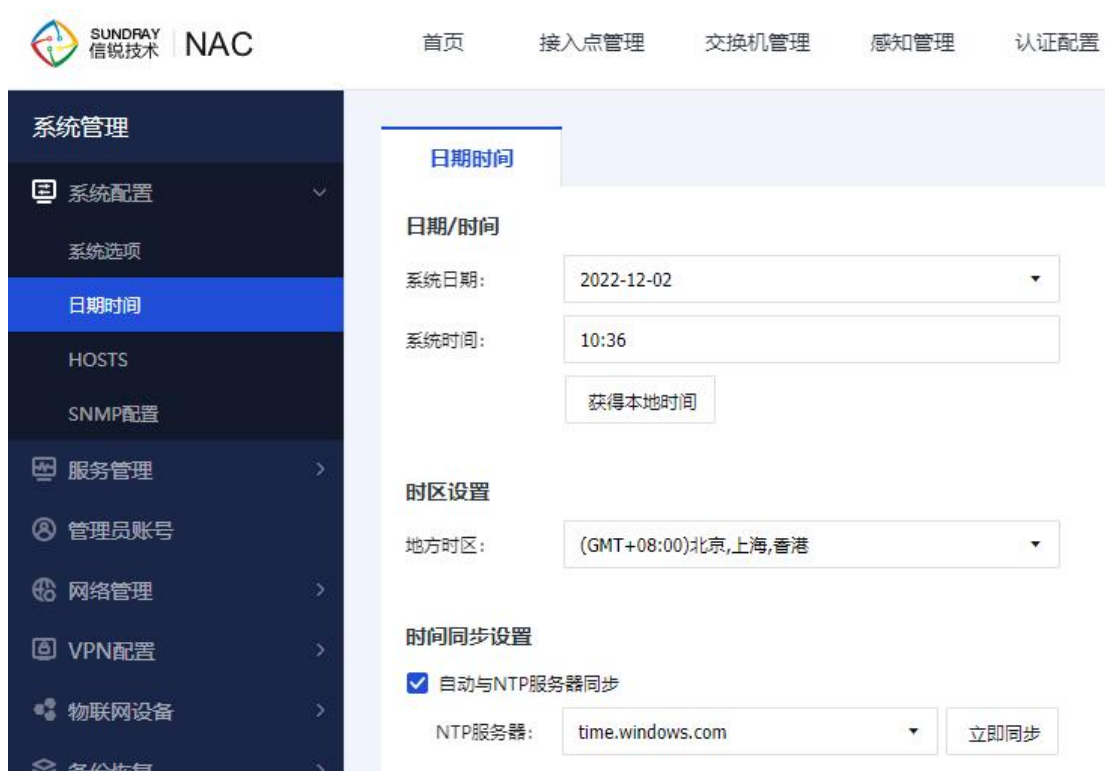 SUNDRAY
信锐技术
NAC
首页 接入点管理 交换机管理 感知管理 认证配置
系统管理
系统配置
系统选项
日期时间
HOSTS
SNMP配置
服务管理
管理员账号
网络管理
VPN配置
物联网设备
备份恢复
日期时间
日期/时间
系统日期: 2022-12-02
系统时间: 10:36
获得本地时间
时区设置
地方时区: (GMT+08:00)北京,上海,香港
时间同步设置
自动与NTP服务器同步
NTP服务器: time.windows.com 立即同步